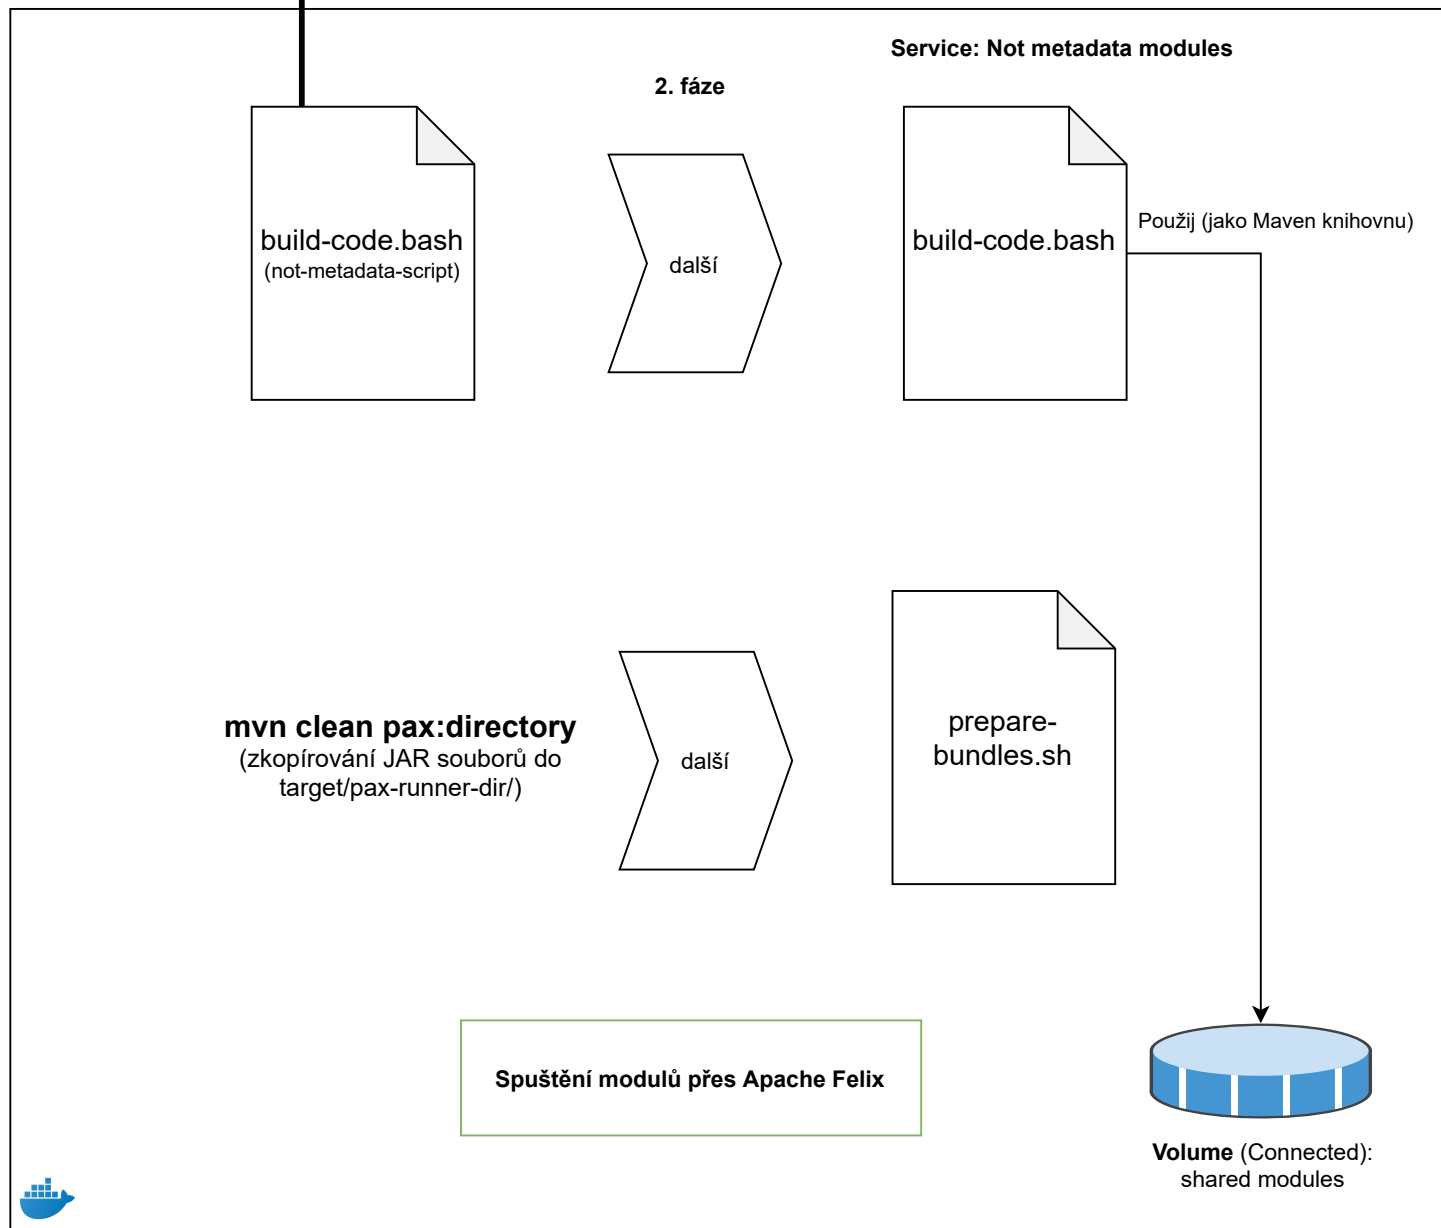 Service: Not metadata modules
2. fáze
build-code.bash
(not-metadata-script)
další
build-code.bash
Použij (jako Maven knihovnu)
mvn clean pax:directory
(zkopírování JAR souborů do
target/pax-runner-dir/)
další
prepare-
bundles.sh
Spuštění modulů přes Apache Felix
Volume (Connected):
shared modules